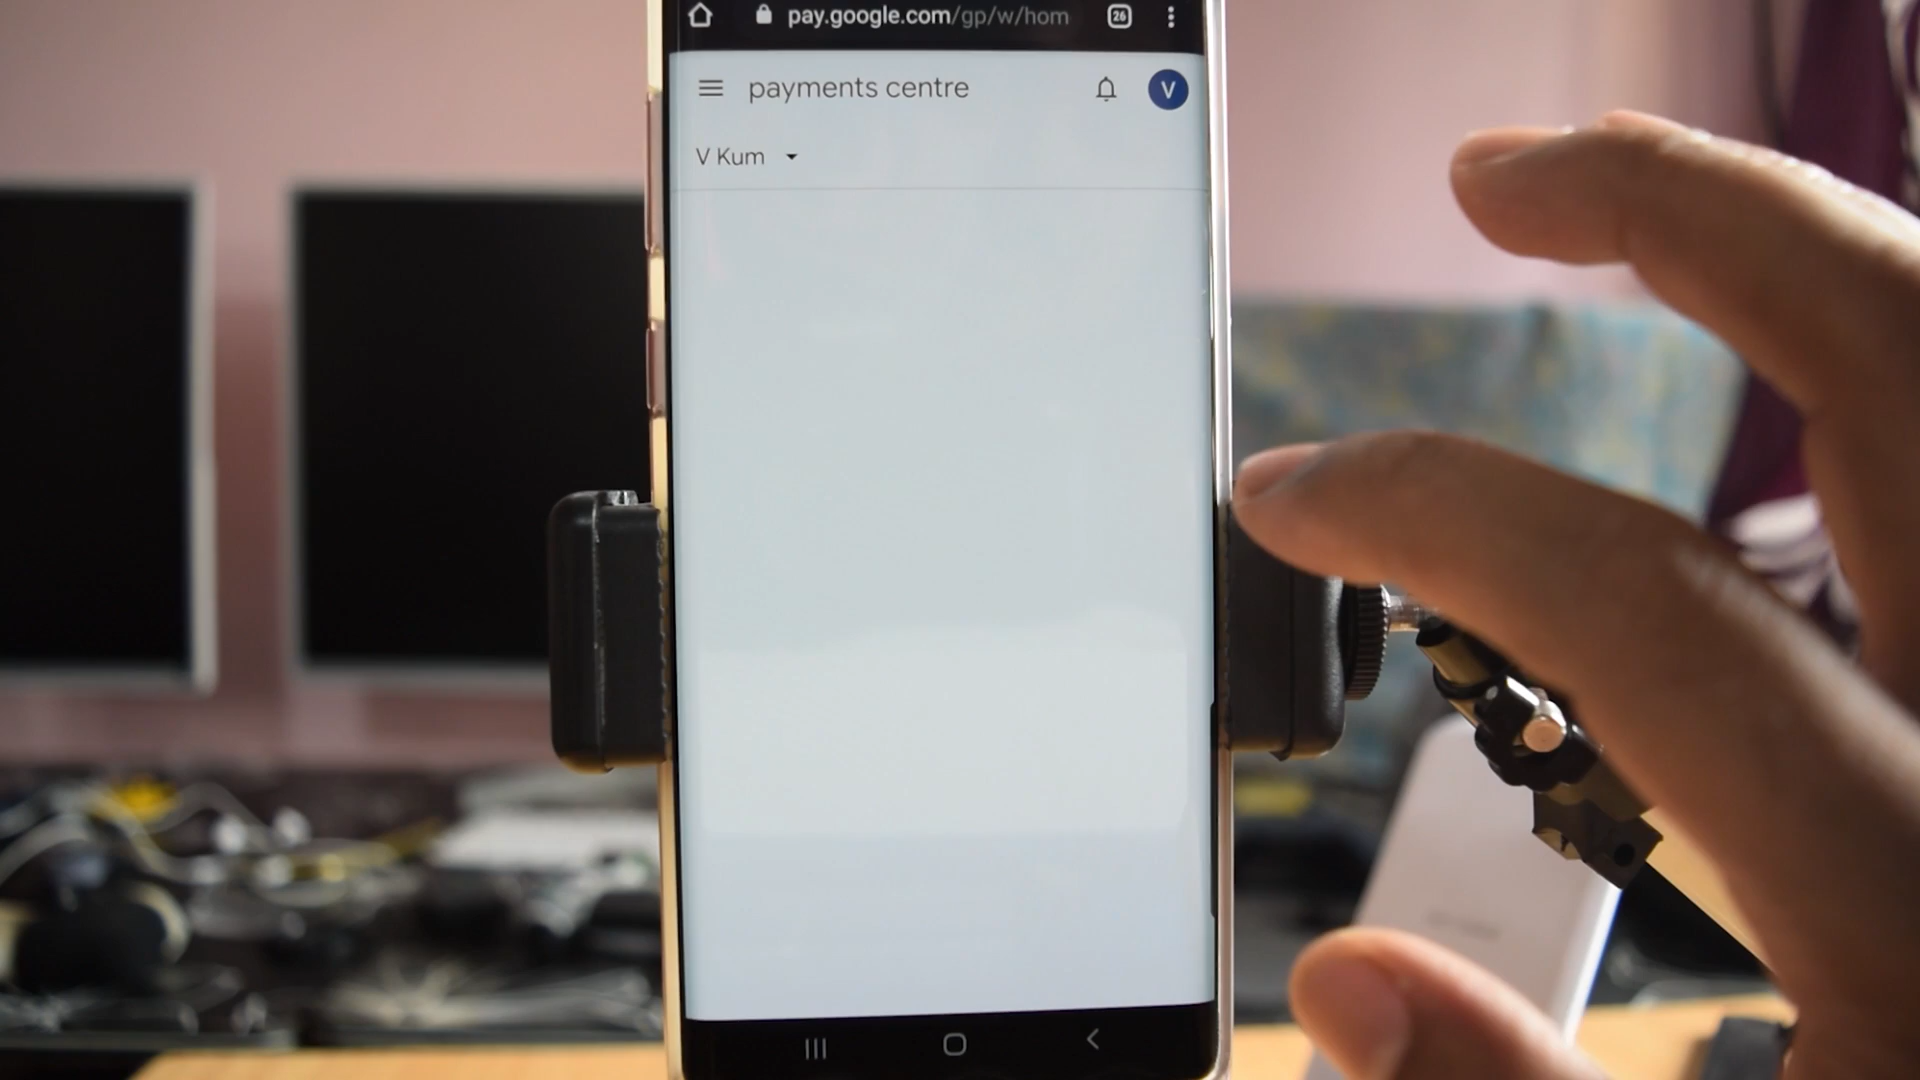 pay.google.com/gp/w/hom 26
payments centre V
V Kum